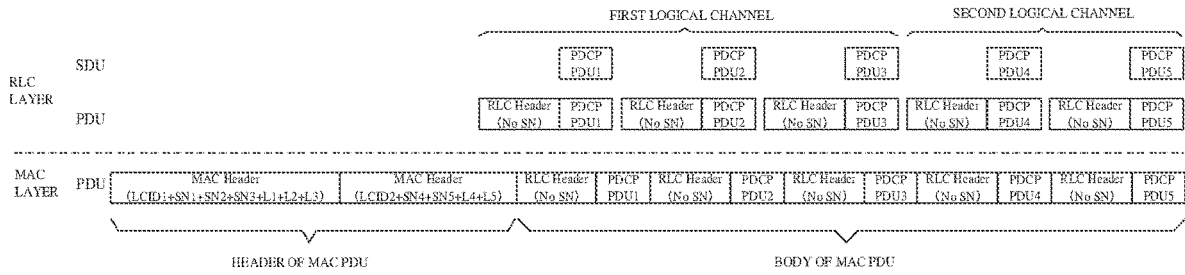 FIRST LOGICAL CHANNEL SECOND LOGICAL CHANNEL
RLC LAYER
SDU
PDCP PDU1 PDCP PDU2 PDCP PDU3 PDCP PDU4 PDCP PDU5
PDU
RLC Header (No SN) PDCP PDU1 RLC Header (No SN) PDCP PDU2 RLC Header (No SN) PDCP PDU3 RLC Header (No SN) PDCP PDU4 RLC Header (No SN) PDCP PDU5
MAC LAYER
PDU
MAC Header (LCID1+SN1+SN2+SN3+L1+L2+L3) MAC Header (LCID2+SN4+SN5+L4+L5) RLC Header (No SN) PDCP PDU1 RLC Header (No SN) PDCP PDU2 RLC Header (No SN) PDCP PDU3 RLC Header (No SN) PDCP PDU4 RLC Header (No SN) PDCP PDU5
HEADER OF MAC PDU BODY OF MAC PDU